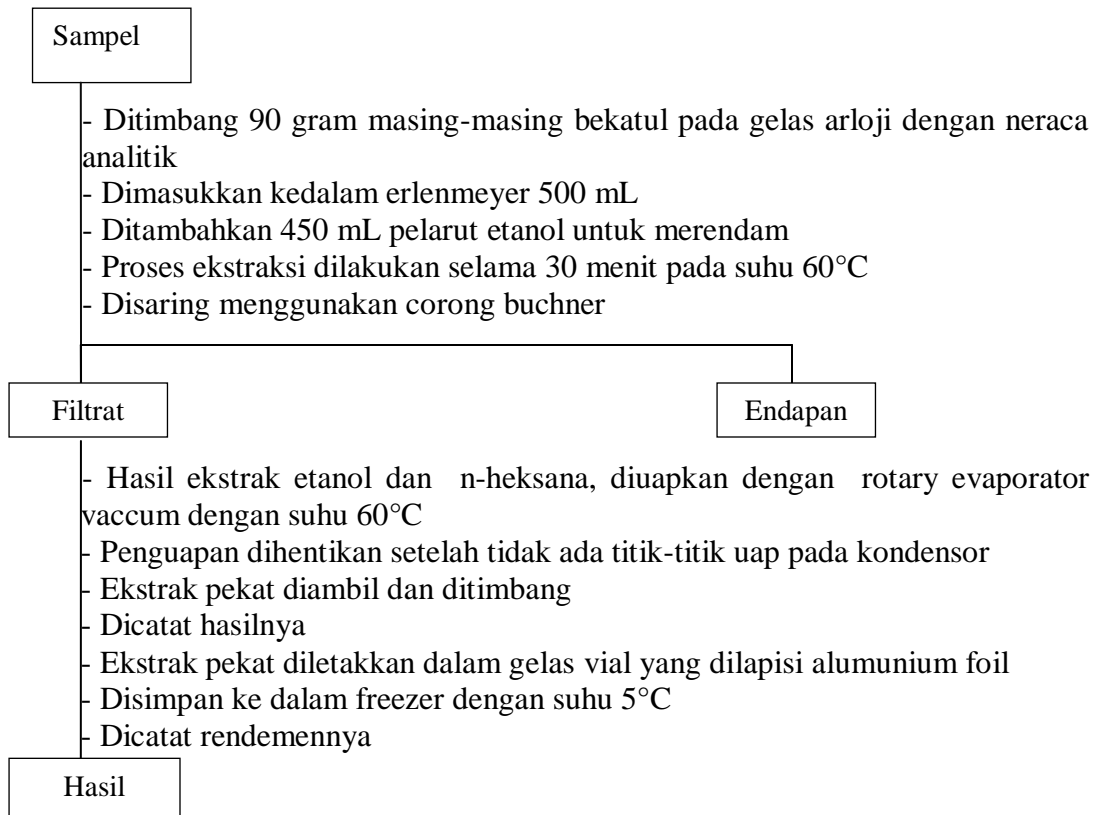 Sampel
- Ditimbang 90 gram masing-masing bekatul pada gelas arloji dengan neraca
analitik
- Dimasukkan kedalam erlenmeyer 500 mL
- Ditambahkan 450 mL pelarut etanol untuk merendam
- Proses ekstraksi dilakukan selama 30 menit pada suhu 60°C
- Disaring menggunakan corong buchner
Filtrat
Endapan
- Hasil ekstrak etanol dan n-heksana, diuapkan dengan rotary evaporator
vaccum dengan suhu 60°C
- Penguapan dihentikan setelah tidak ada titik-titik uap pada kondensor
- Ekstrak pekat diambil dan ditimbang
- Dicatat hasilnya
- Ekstrak pekat diletakkan dalam gelas vial yang dilapisi alumunium foil
- Disimpan ke dalam freezer dengan suhu 5°C
- Dicatat rendemennya
Hasil